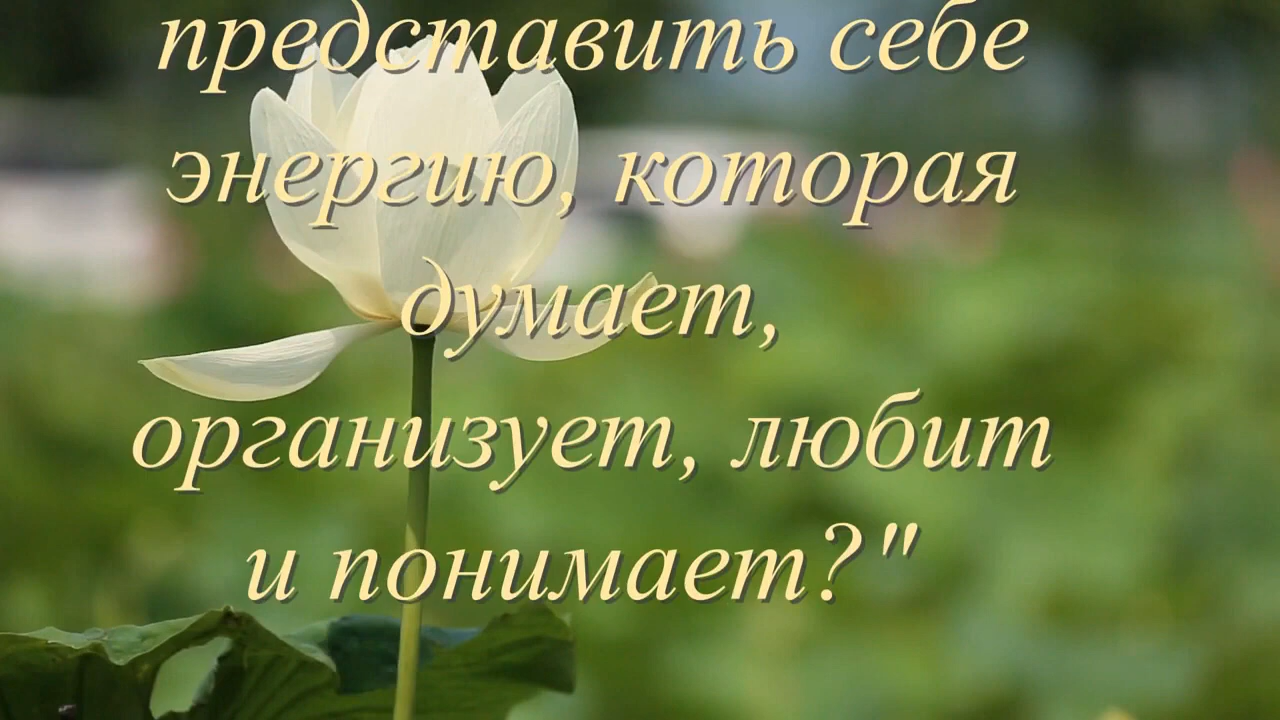 представить себе
энергию, которая
думает,
организует, любит
и понимает?"